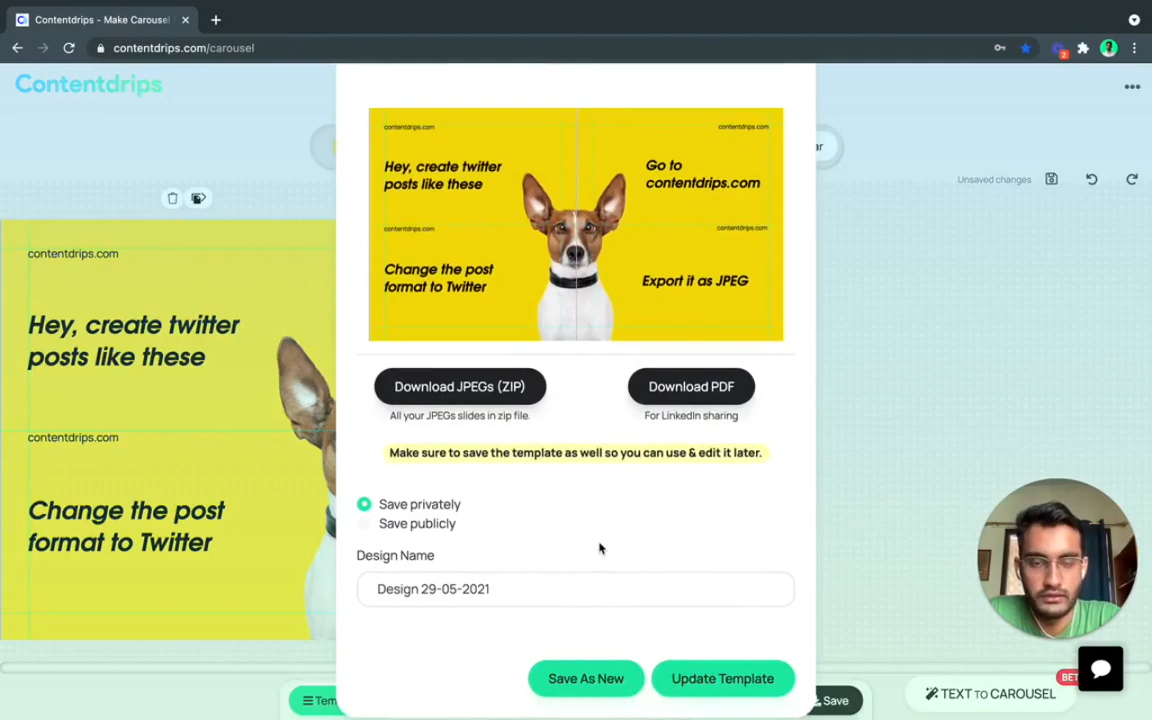 Contentdrips - Make Carousel
contentdrips.com/carousel
2
Contentdrips
ar
Unsaved changes
contentdrips.com
Hey, create twitter
posts like these
contentdrips.com
Change the post
format to Twitter
contentdrips.com
Hey, create twitter
posts like these
contentdrips.com
Go to
contentdrips.com
contentdrips.com
Change the post
format to Twitter
contentdrips.com
Export it as JPEG
Download JPEGs (ZIP)
All your JPEGs slides in zip file.
Download PDF
For LinkedIn sharing
Make sure to save the template as well so you can use & edit it later.
Save privately
Save publicly
Design Name
Design 29-05-2021
Save As New
Update Template
Tem
Save
BET
TEXT TO CAROUSEL